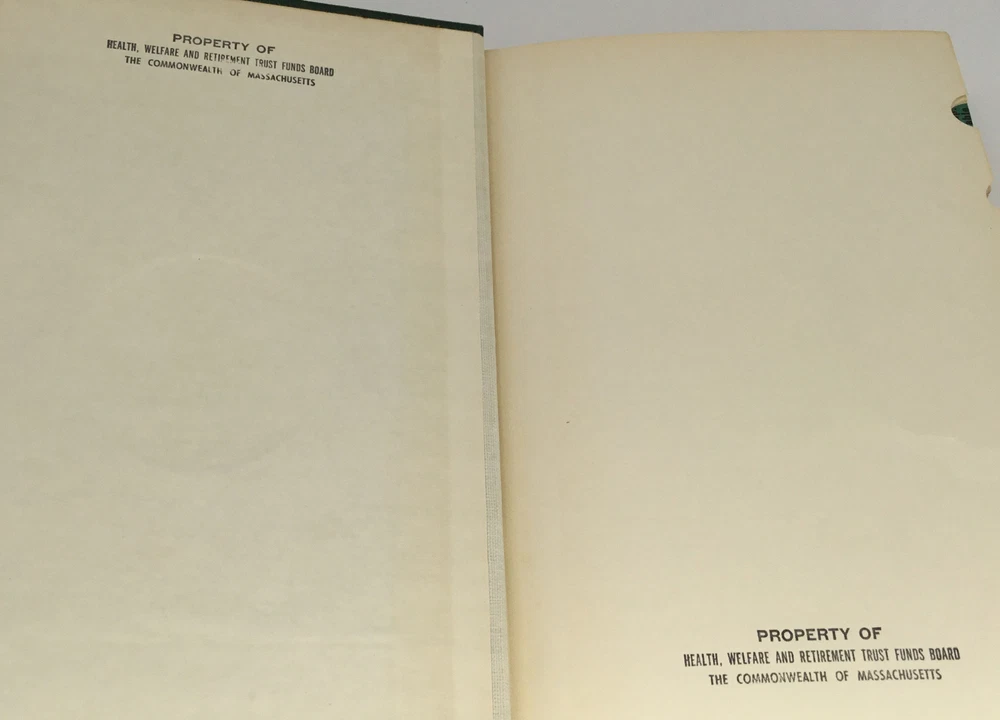 PROPERTY OF
HEALTH, WELFARE AND RETIREMENT TRUST FUNDS BOARD
THE COMMONWEALTH OF MASSACHUSETTS
PROPERTY OF
HEALTH, WELFARE AND RETIREMENT TRUST FUNDS BOARD
THE COMMONWEALTH OF MASSACHUSETTS